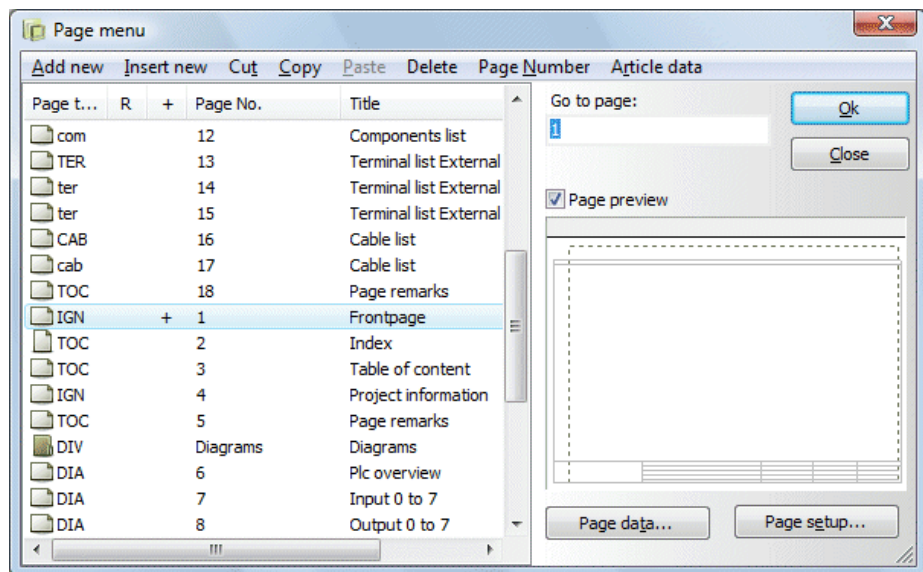 Page menu
Add new Insert new Cut Copy Paste Delete Page Number Article data
Page t... R + Page No. Title
com 12 Components list
TER 13 Terminal list External
ter 14 Terminal list External
ter 15 Terminal list External
CAB 16 Cable list
cab 17 Cable list
TOC 18 Page remarks
IGN + 1 Frontpage
TOC 2 Index
TOC 3 Table of content
IGN 4 Project information
TOC 5 Page remarks
DIV Diagrams Diagrams
DIA 6 Plc overview
DIA 7 Input 0 to 7
DIA 8 Output 0 to 7
Go to page:
1
Ok
Close
Page preview
Page data...
Page setup...